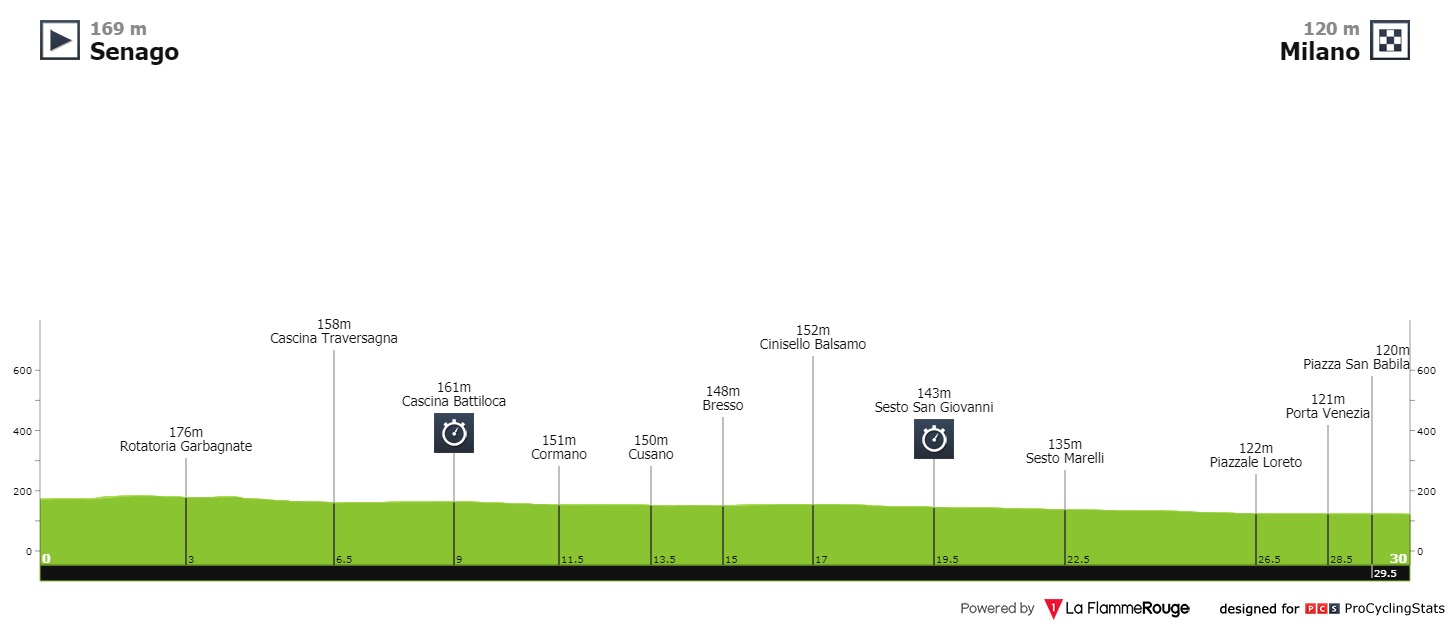 169 m
Senago
120 m
Milano
158m
Cascina Traversagna
152m
Cinisello Balsamo
120m
Piazza San Babila
600
600
161m
Cascina Battiloca
148m
Bresso
143m
Sesto San Giovanni
121m
Porta Venezia
176m
Rotatoria Garbagnate
151m
Cormano
150m
Cusano
135m
Sesto Marelli
122m
Piazzale Loreto
400
400
200
200
0
0
0 3 6.5 9 11.5 13.5 15 17 19.5 22.5 26.5 28.5 30
29.5
Powered by 1 La FlammeRouge designed for PCS ProCyclingStats